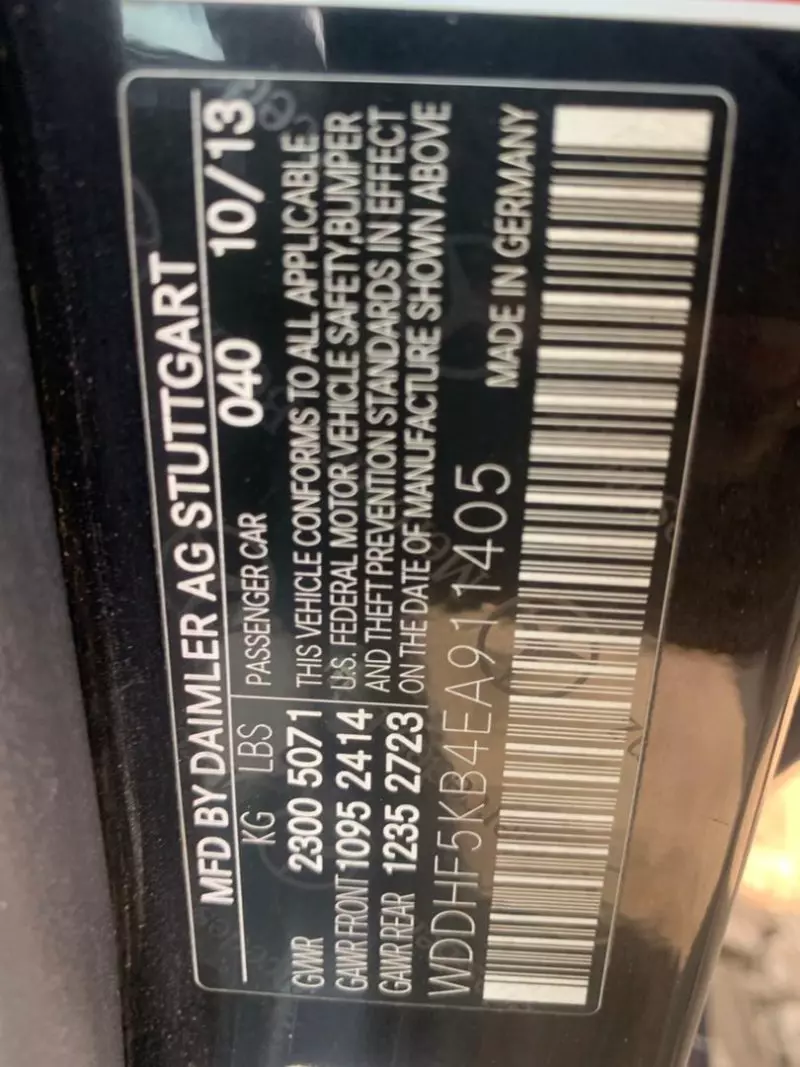 MFD BY DAIMLER AG STUTTGART
KG LBS PASSENGER CAR 040 10/13
GWR 2300 5071 THIS VEHICLE CONFORMS TO ALL APPLICABLE
GAWR FRONT 1095 2414 U.S. FEDERAL MOTOR VEHICLE SAFETY,BUMPER
GAWR REAR 1235 2723 AND THEFT PREVENTION STANDARDS IN EFFECT
ON THE DATE OF MANUFACTURE SHOWN ABOVE
WDDHF5KB4EA911405 MADE IN GERMANY